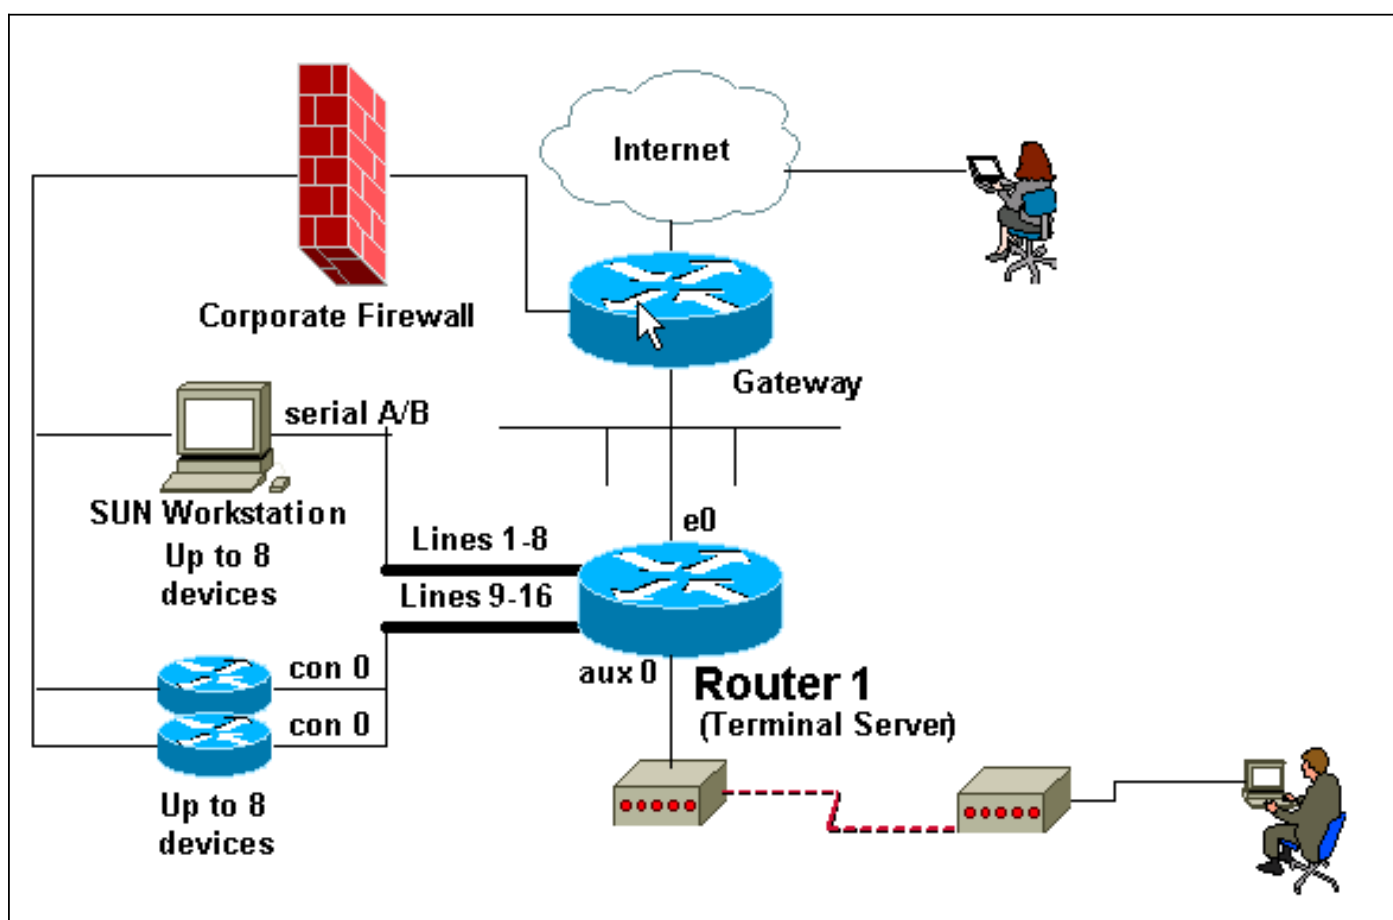 Internet
Corporate Firewall
Gateway
serial A/B
SUN Workstation
Up to 8
devices
e0
Lines 1-8
Lines 9-16
aux 0
Router 1
(Terminal Server)
con 0
con 0
Up to 8
devices